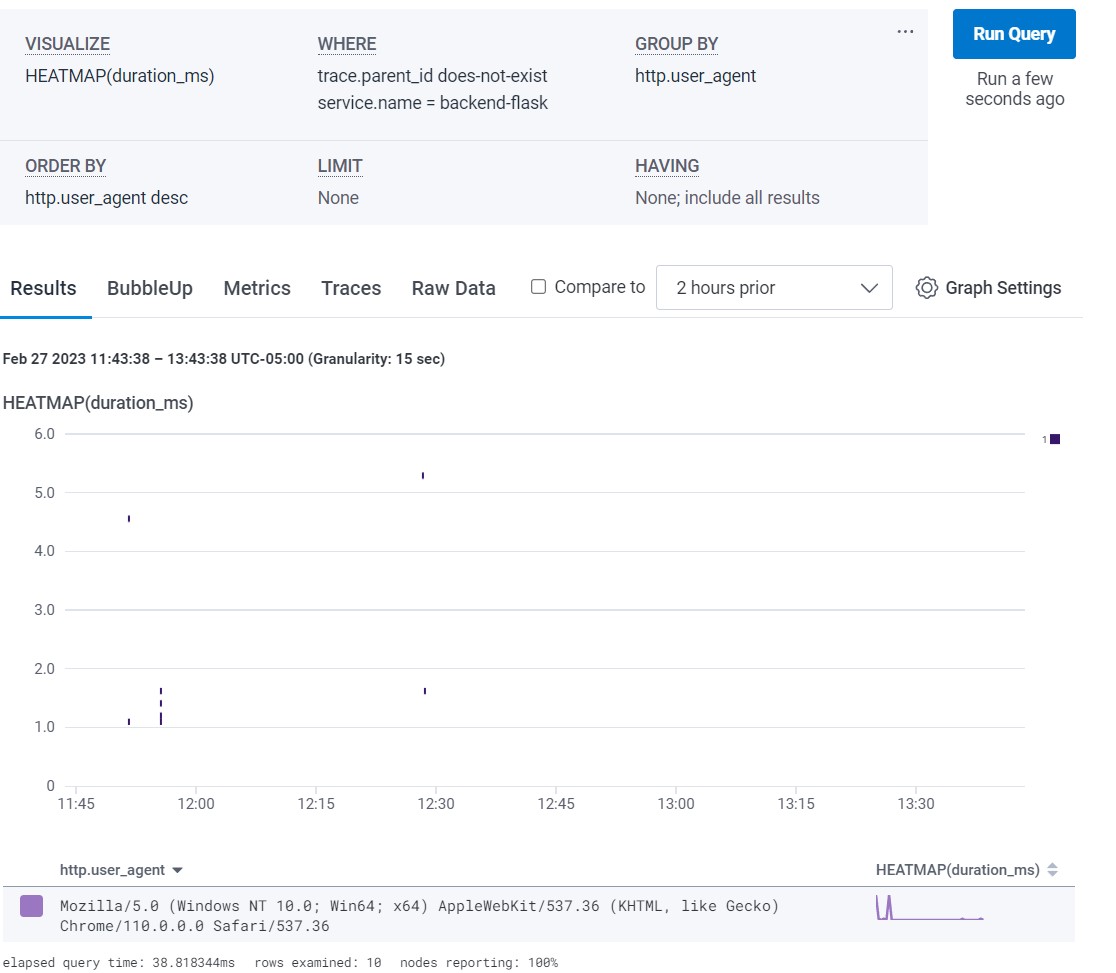 VISUALIZE
HEATMAP(duration_ms)
WHERE
trace.parent_id does-not-exist
service.name = backend-flask
GROUP BY
http.user_agent
...
Run Query
Run a few
seconds ago
ORDER BY
http.user_agent desc
LIMIT
None
HAVING
None; include all results
Results BubbleUp Metrics Traces Raw Data Compare to 2 hours prior Graph Settings
Feb 27 2023 11:43:38 – 13:43:38 UTC-05:00 (Granularity: 15 sec)
HEATMAP(duration_ms)
6.0
5.0
4.0
3.0
2.0
1.0
0
1
11:45 12:00 12:15 12:30 12:45 13:00 13:15 13:30
http.user_agent HEATMAP(duration_ms)
Mozilla/5.0 (Windows NT 10.0; Win64; x64) AppleWebKit/537.36 (KHTML, like Gecko)
Chrome/110.0.0.0 Safari/537.36
elapsed query time: 38.818344ms rows examined: 10 nodes reporting: 100%